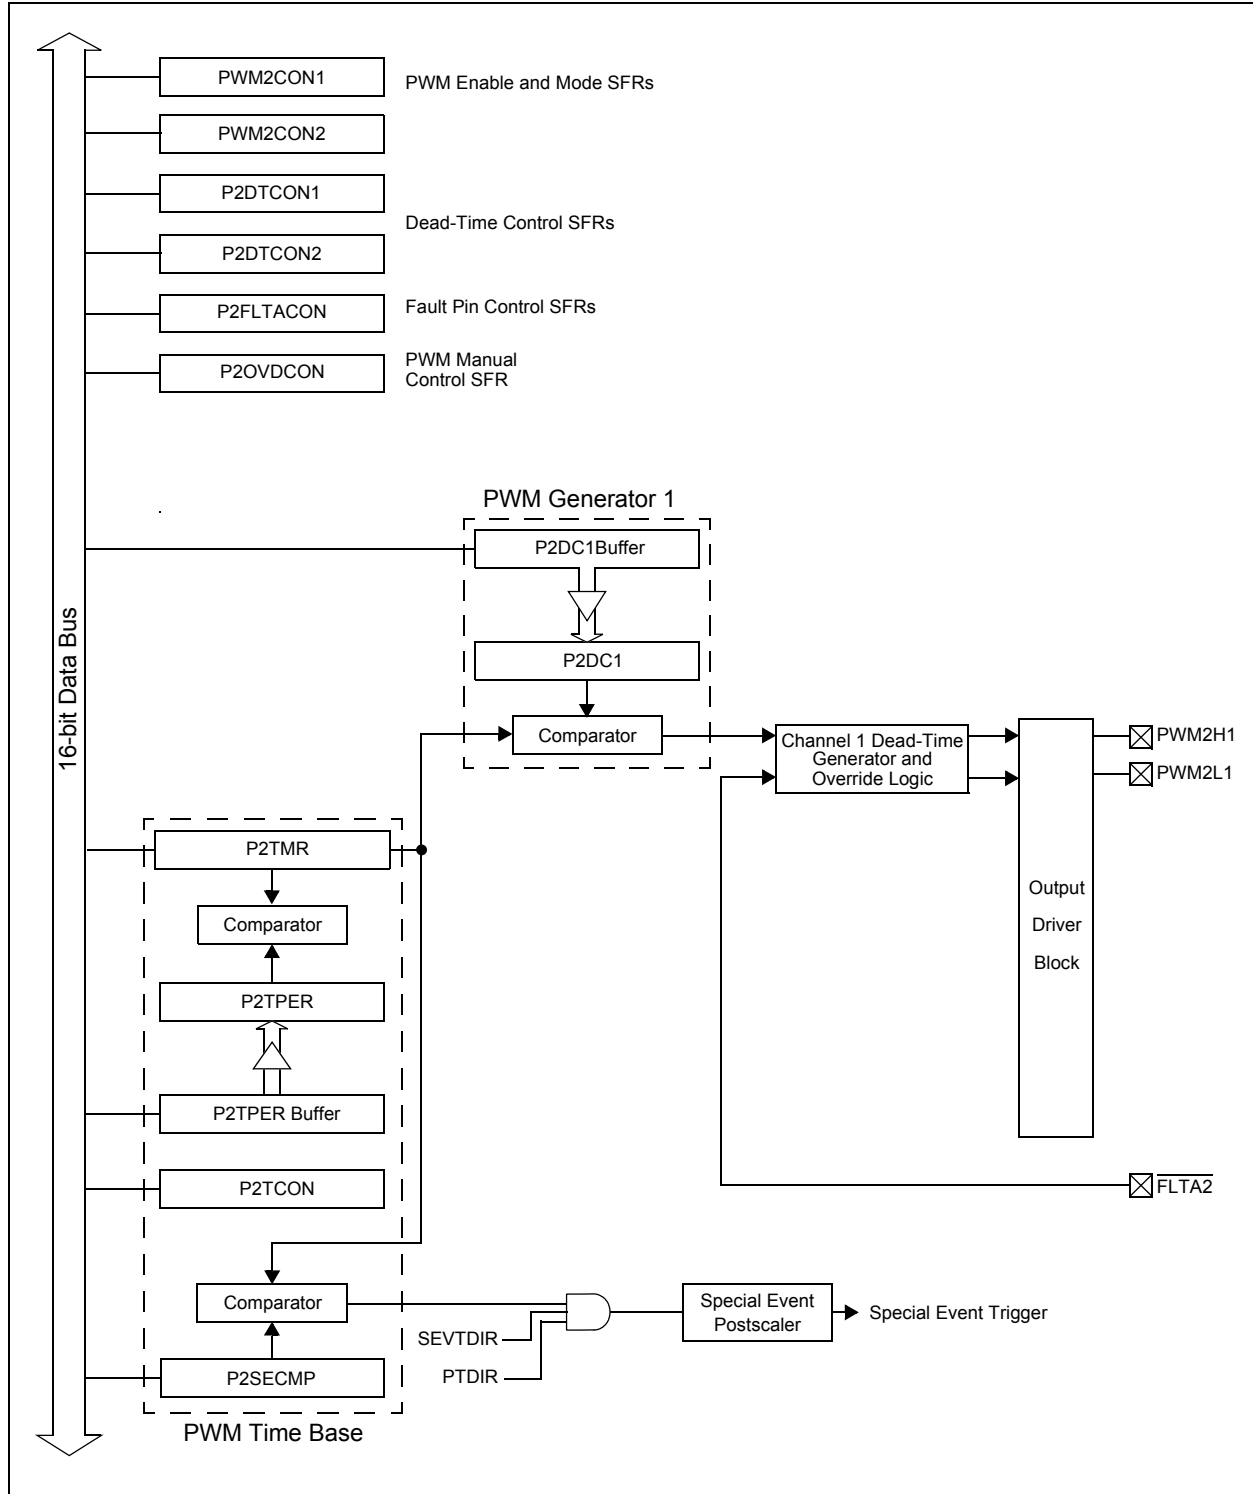 PWM2CON1
PWM Enable and Mode SFRs
PWM2CON2
P2DTCON1
Dead-Time Control SFRs
P2DTCON2
P2FLTACON
Fault Pin Control SFRs
P2OVDCON
PWM Manual
Control SFR
16-bit Data Bus
PWM Generator 1
P2DC1Buffer
P2DC1
Comparator
Channel 1 Dead-Time
Generator and
Override Logic
PWM2H1
PWM2L1
P2TMR
Comparator
P2TPER
P2TPER Buffer
P2TCON
Output
Driver
Block
FLTA2
Comparator
P2SECMP
SEVTDIR
PTDIR
Special Event
Postscaler
Special Event Trigger
PWM Time Base